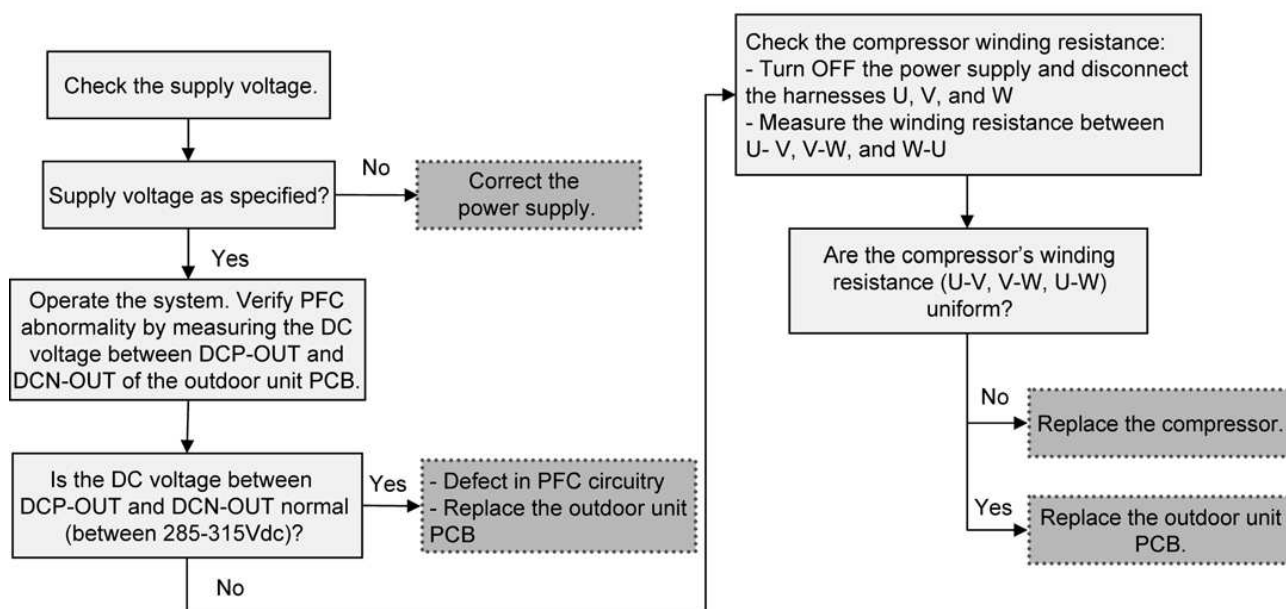 Check the supply voltage.
Supply voltage as specified?
No
Correct the
power supply.
Yes
Operate the system. Verify PFC
abnormality by measuring the DC
voltage between DCP-OUT and
DCN-OUT of the outdoor unit PCB.
Is the DC voltage between
DCP-OUT and DCN-OUT normal
(between 285-315Vdc)?
Yes
- Defect in PFC circuitry
- Replace the outdoor unit
PCB
No
Check the compressor winding resistance:
- Turn OFF the power supply and disconnect
the harnesses U, V, and W
- Measure the winding resistance between
U- V, V-W, and W-U
Are the compressor’s winding
resistance (U-V, V-W, U-W)
uniform?
No
Replace the compressor.
Yes
Replace the outdoor unit
PCB.